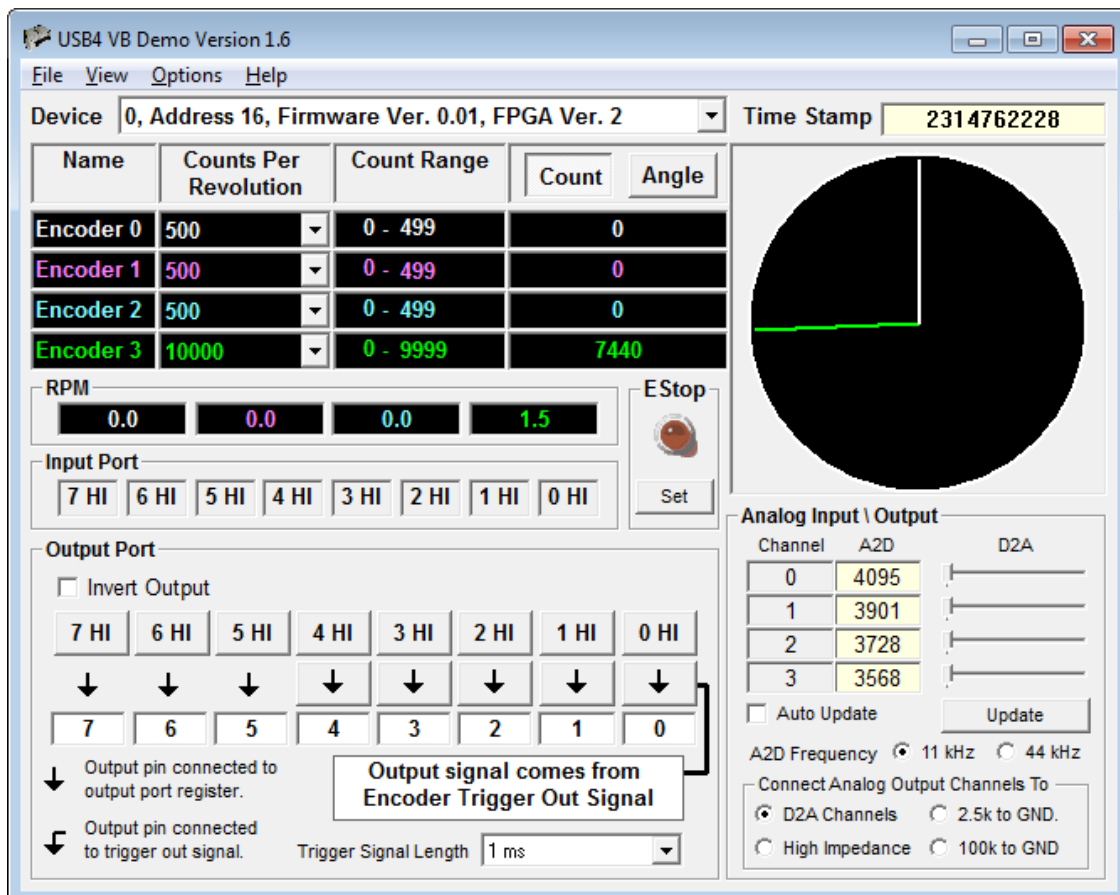 USB4 VB Demo Version 1.6
File View Options Help
Device 0, Address 16, Firmware Ver. 0.01, FPGA Ver. 2 Time Stamp 2314762228
Name Counts Per Revolution Count Range Count Angle
Encoder 0 500 0 - 499 0
Encoder 1 500 0 - 499 0
Encoder 2 500 0 - 499 0
Encoder 3 10000 0 - 9999 7440
RPM
0.0 0.0 0.0 1.5
EStop
Set
Input Port
7 HI 6 HI 5 HI 4 HI 3 HI 2 HI 1 HI 0 HI
Output Port
Invert Output
7 HI 6 HI 5 HI 4 HI 3 HI 2 HI 1 HI 0 HI
7 6 5 4 3 2 1 0
Output pin connected to
output port register.
Output pin connected
to trigger out signal.
Output signal comes from
Encoder Trigger Out Signal
Trigger Signal Length 1 ms
Analog Input \ Output
Channel A2D D2A
0 4095
1 3901
2 3728
3 3568
Auto Update Update
A2D Frequency 11 kHz 44 kHz
Connect Analog Output Channels To
D2A Channels 2.5k to GND.
High Impedance 100k to GND